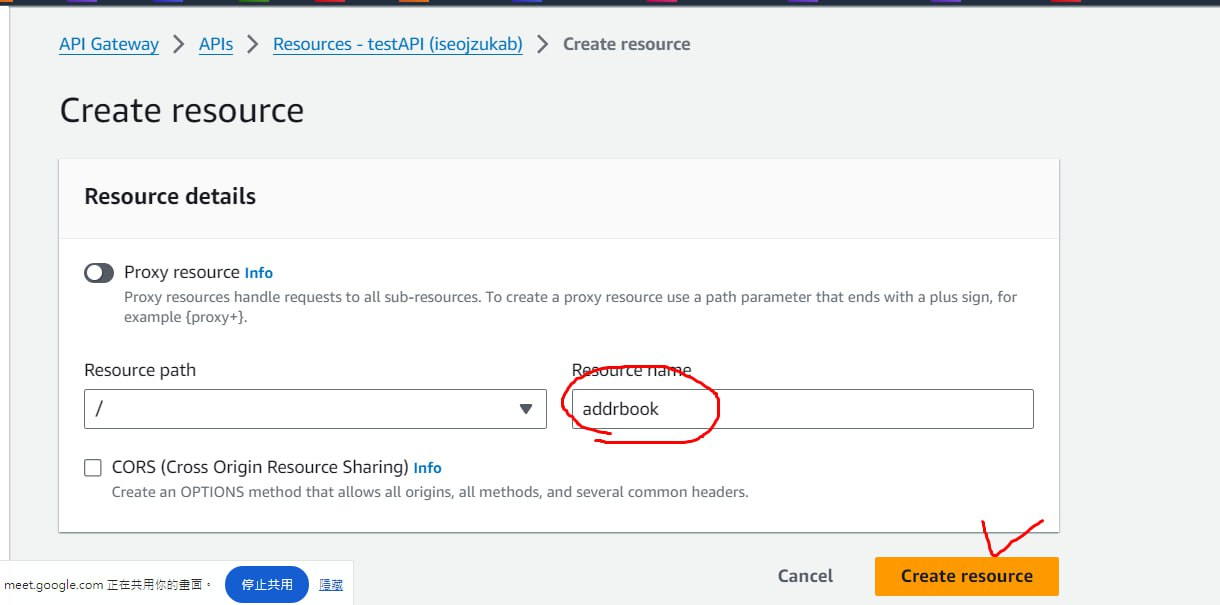 API Gateway > APIs > Resources - testAPI (iseojzukab) > Create resource
Create resource
Resource details
Proxy resource Info
Proxy resources handle requests to all sub-resources. To create a proxy resource use a path parameter that ends with a plus sign, for
example {proxy+}.
Resource path
Resource name
/
addrbook
CORS (Cross Origin Resource Sharing) Info
Create an OPTIONS method that allows all origins, all methods, and several common headers.
Cancel
Create resource
meet.google.com 正在共用你的畫面。
停止共用
隱藏